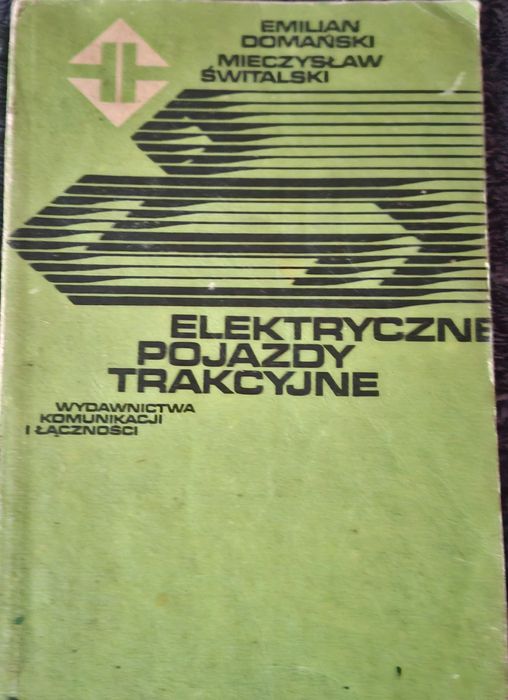 EMILIAN
DOMAŃSKI
MIECZYSŁAW
ŚWITALSKI
ELEKTRYCZNE
POJAZDY
TRAKCYJNE
WYDAWNICTWA
KOMUNIKACJI
I ŁĄCZNOŚCI